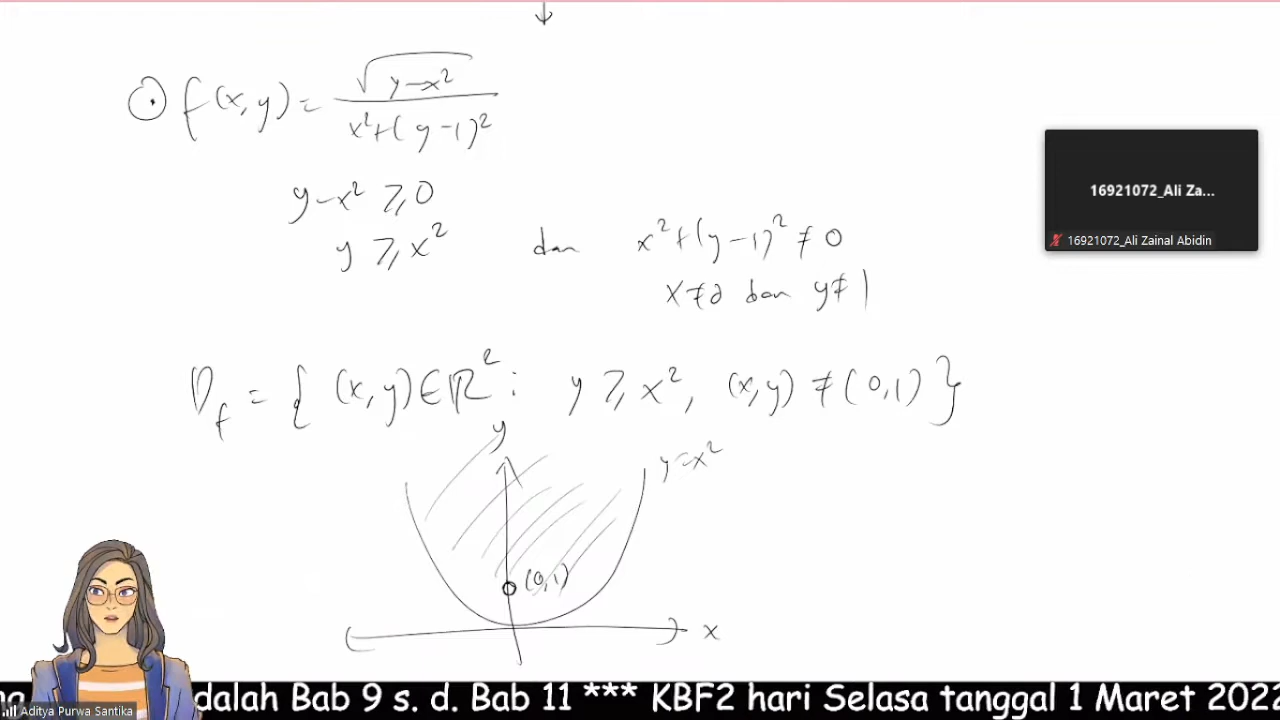 f(x, y) = √(y-x²) / (x²+(y-1)²)
y-x² ≥ 0
y ≥ x² dan x²+(y-1)² ≠ 0
x≠0 dan y≠1
D_f = { (x,y)∈ℝ² : y ≥ x², (x,y) ≠ (0,1) }
y
y=x²
(0,1)
x
16921072_Ali Za...
16921072_Ali Zainal Abidin
dalah Bab 9 s. d. Bab 11 *** KBF2 hari Selasa tanggal 1 Maret 2022
Aditya Purwa Santika